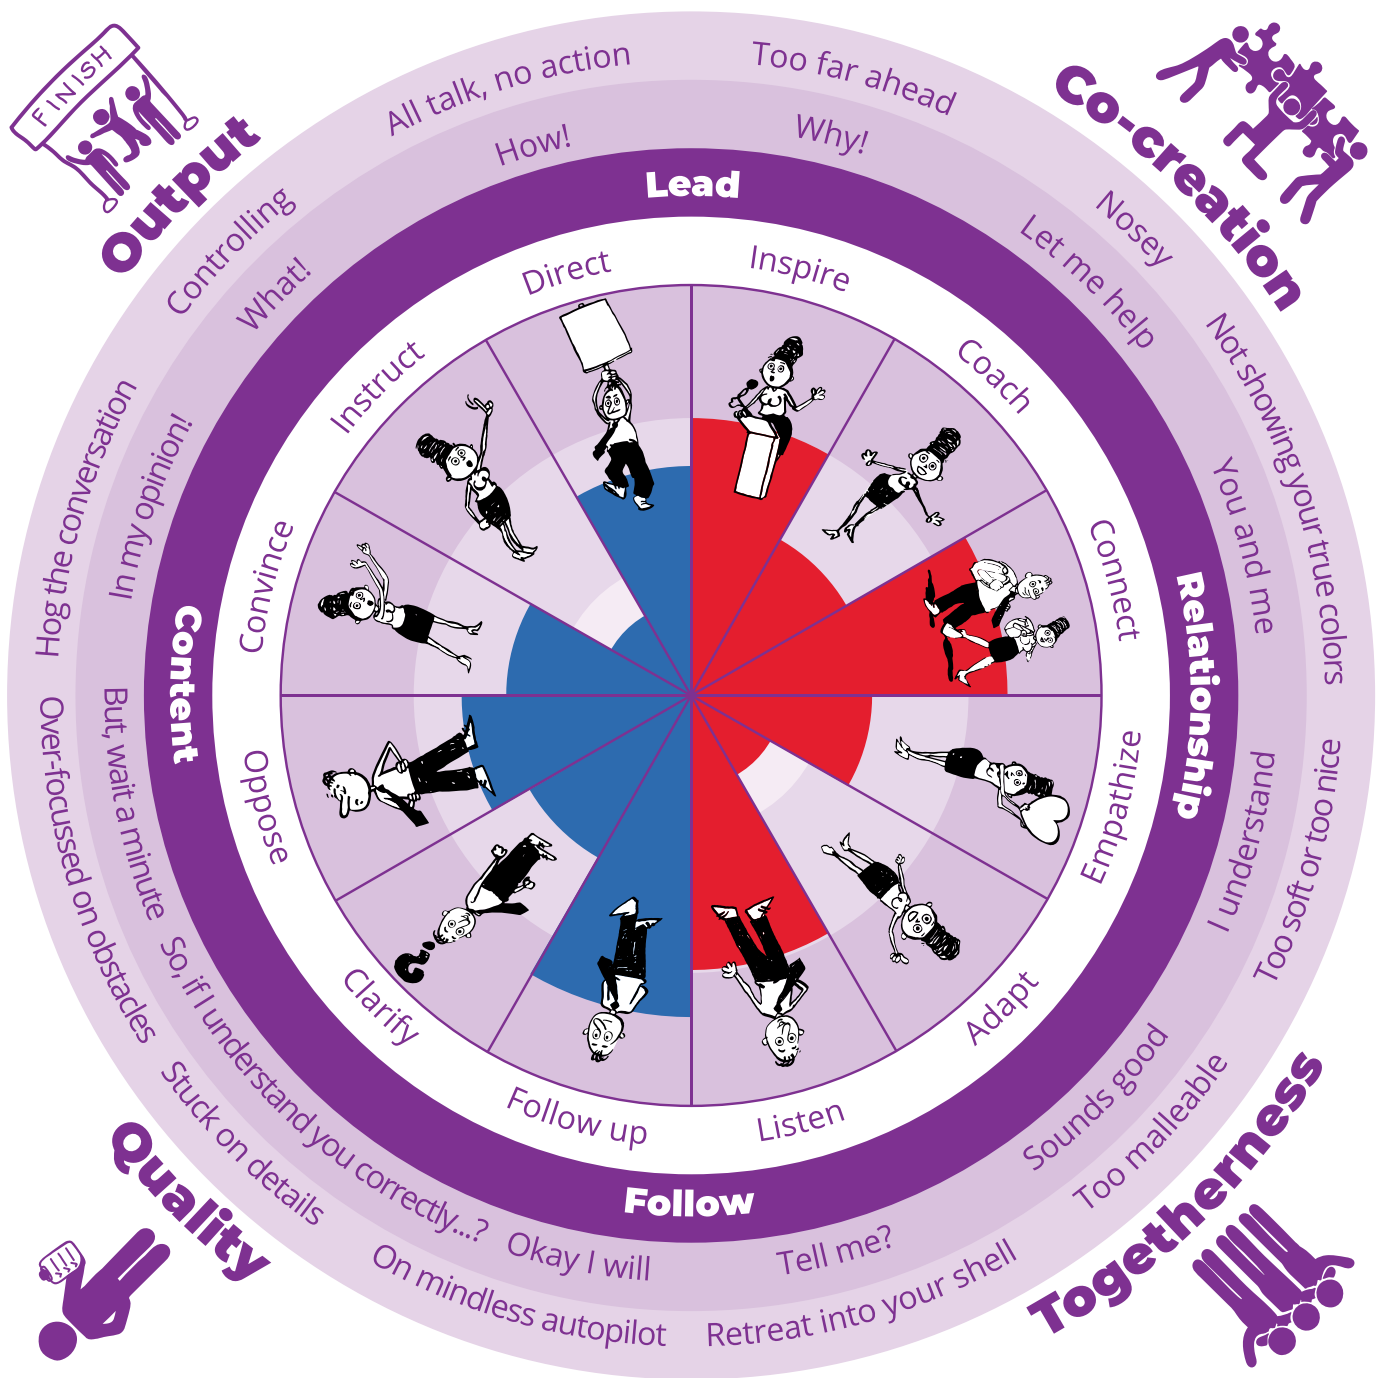 FINISH
Output
Co-creation
Togetherness
Quality
All talk, no action
Too far ahead
Nosey
Not showing your true colors
Too soft or too nice
Too malleable
Retreat into your shell
On mindless autopilot
Stuck on details
Over-focussed on obstacles
Hog the conversation
Controlling
How!
Why!
Let me help
You and me
I understand
Sounds good
Tell me?
Okay I will
So, if I understand you correctly...?
But, wait a minute
In my opinion!
What!
Lead
Relationship
Follow
Content
Direct
Inspire
Coach
Connect
Empathize
Adapt
Listen
Follow up
Clarify
Oppose
Convince
Instruct
?